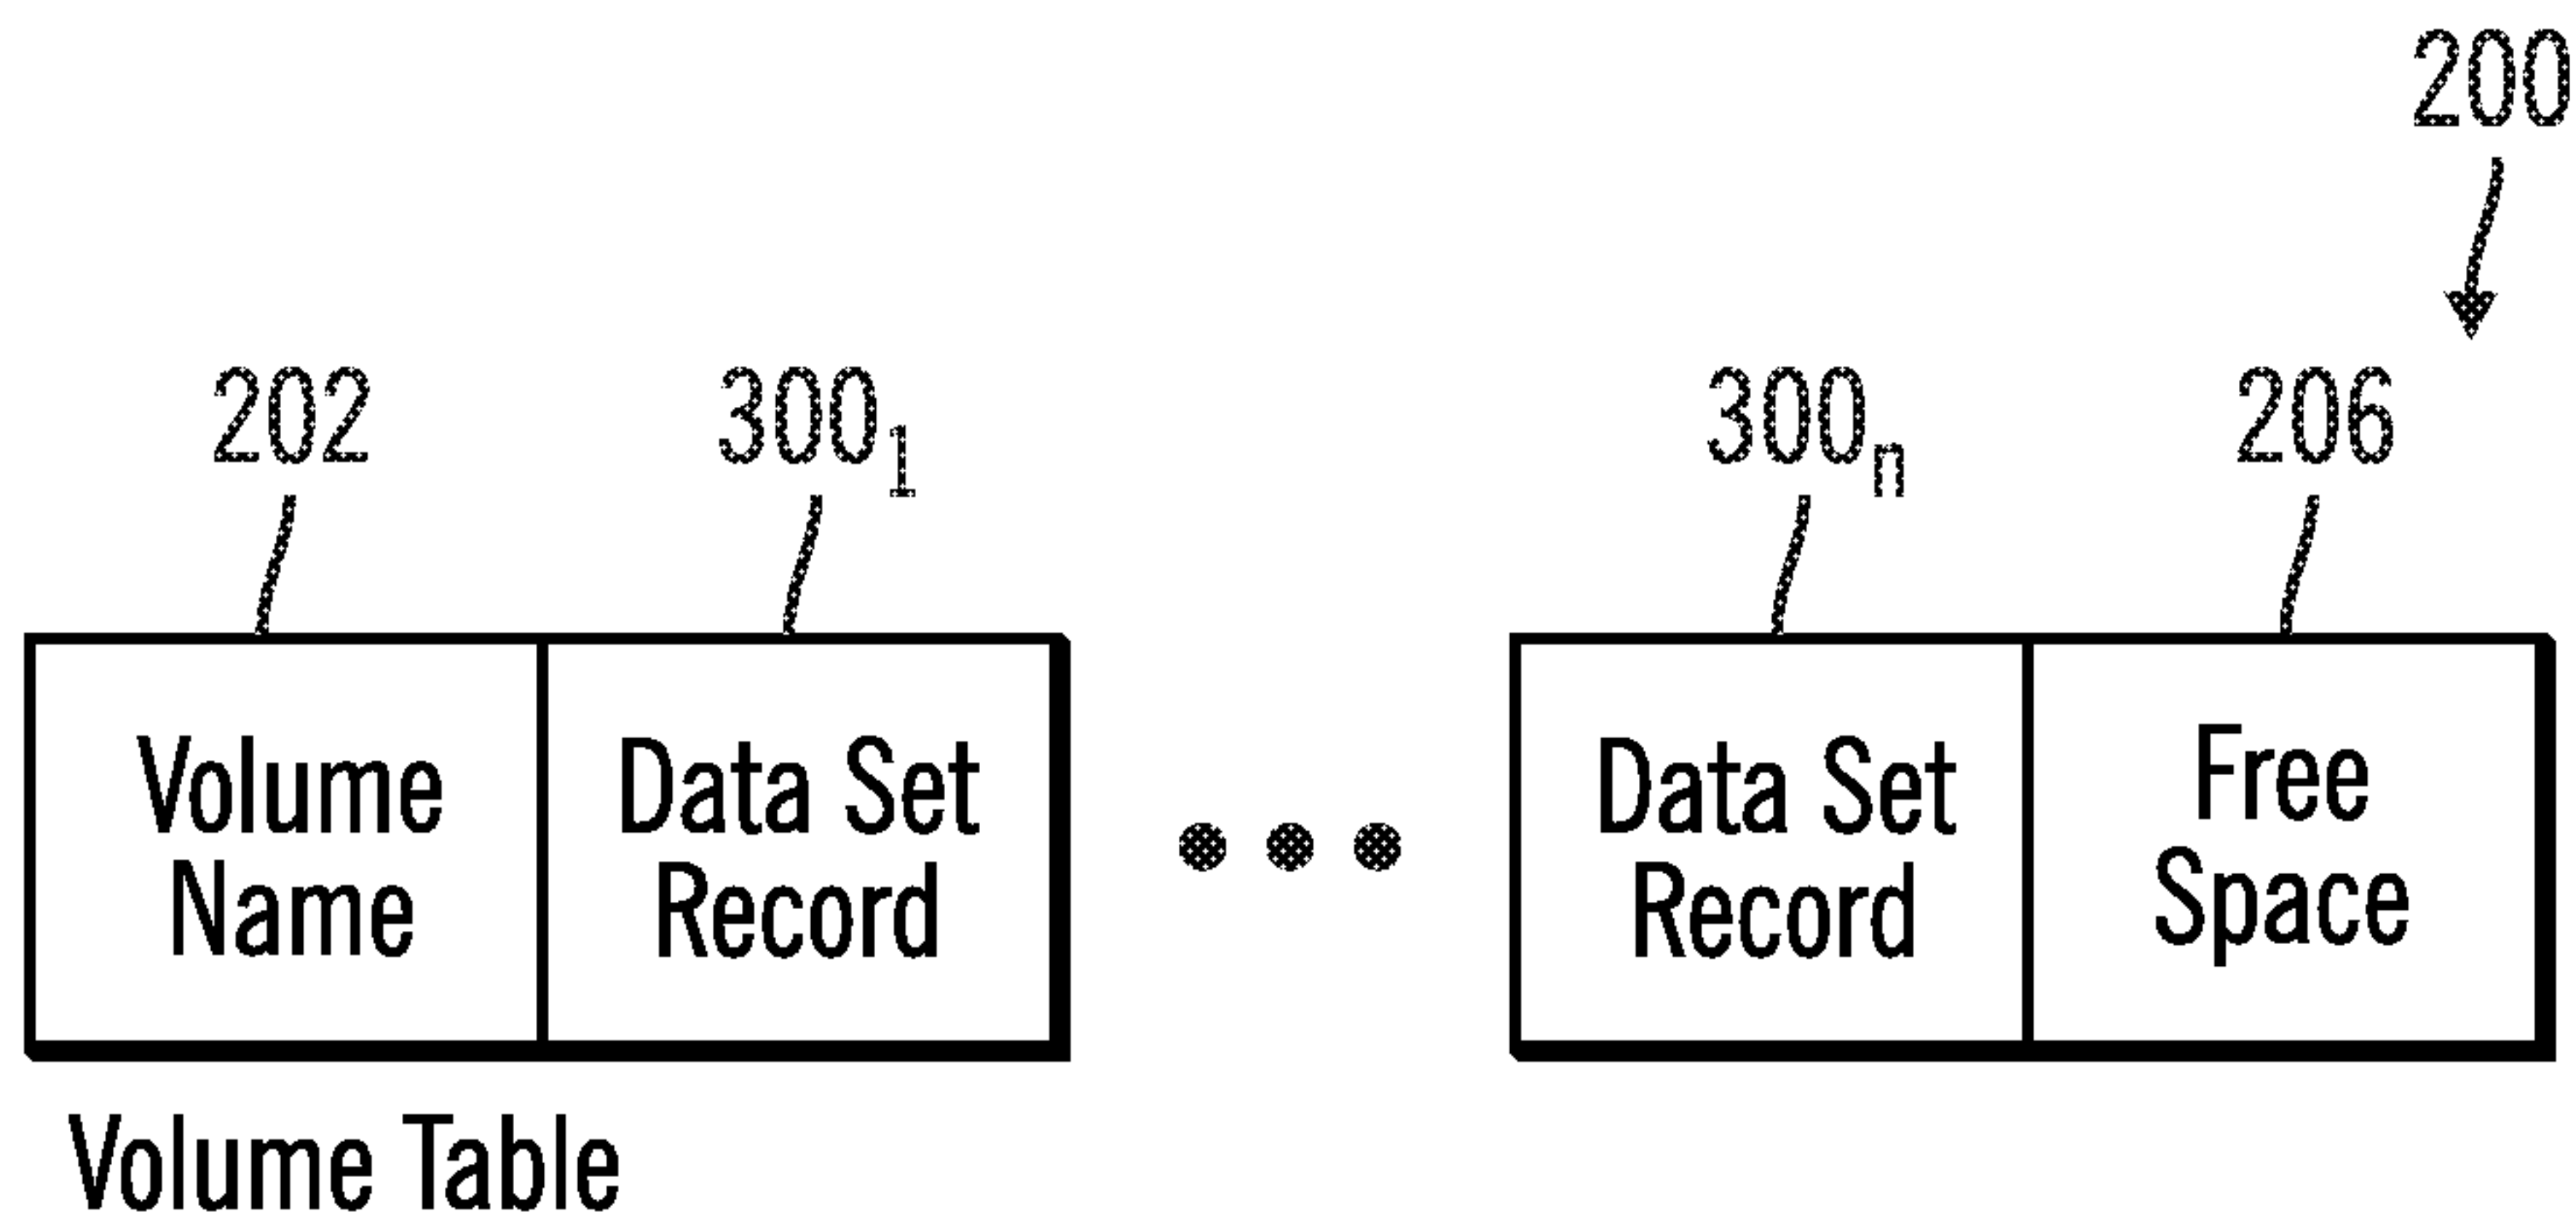 200
202 300₁ 300ₙ 206
Volume Name
Data Set Record
Data Set Record
Free Space
Volume Table